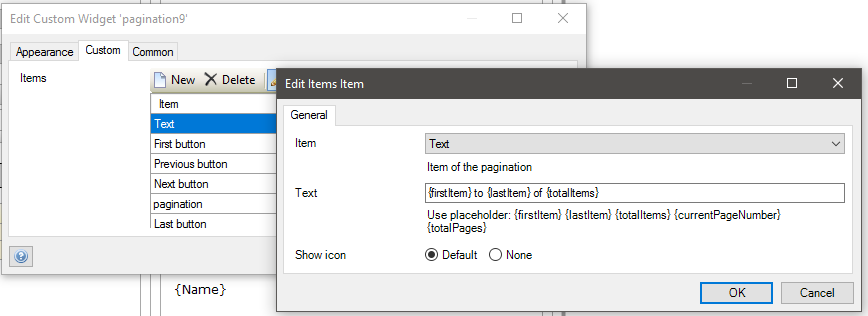 Edit Custom Widget 'pagination9'
Appearance Custom Common
Items
New Delete
Item
Text
First button
Previous button
Next button
pagination
Last button
{Name}
Edit Items Item
General
Item Text
Item of the pagination
Text {firstItem} to {lastItem} of {totalItems}
Use placeholder: {firstItem} {lastItem} {totalItems} {currentPageNumber}
{totalPages}
Show icon Default None
OK Cancel